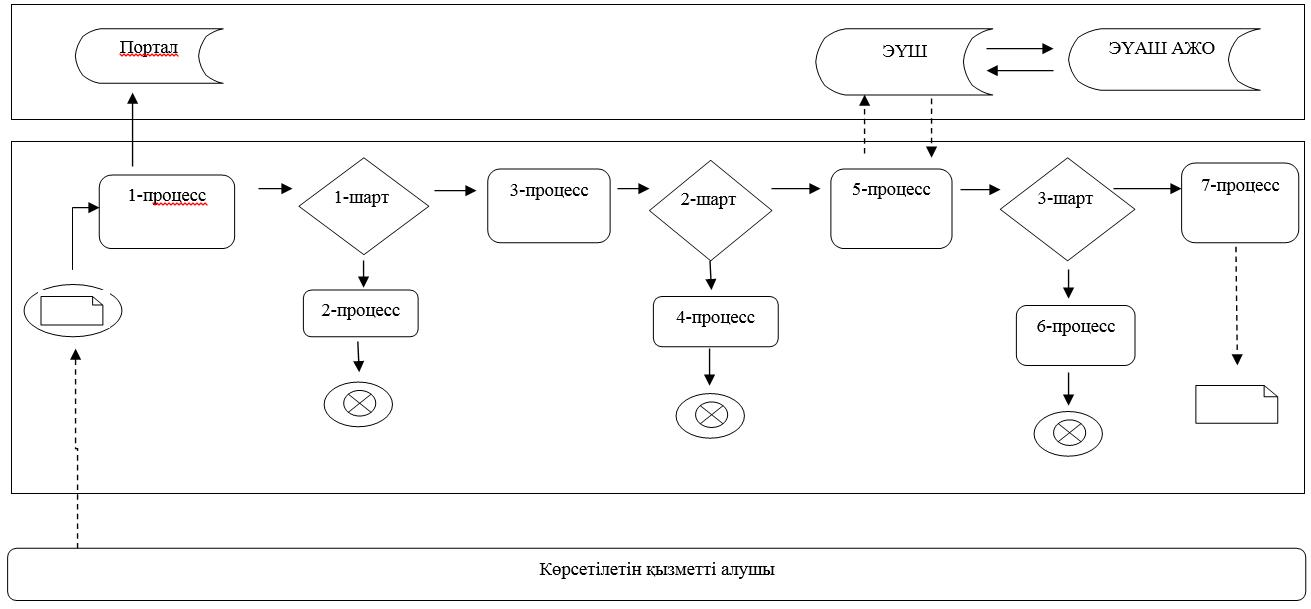 Портал
ЭҮШ
ЭҮАШ АЖО
1-процесс
1-шарт
3-процесс
2-шарт
5-процесс
3-шарт
7-процесс
2-процесс
4-процесс
6-процесс
Көрсетілетін қызметті алушы